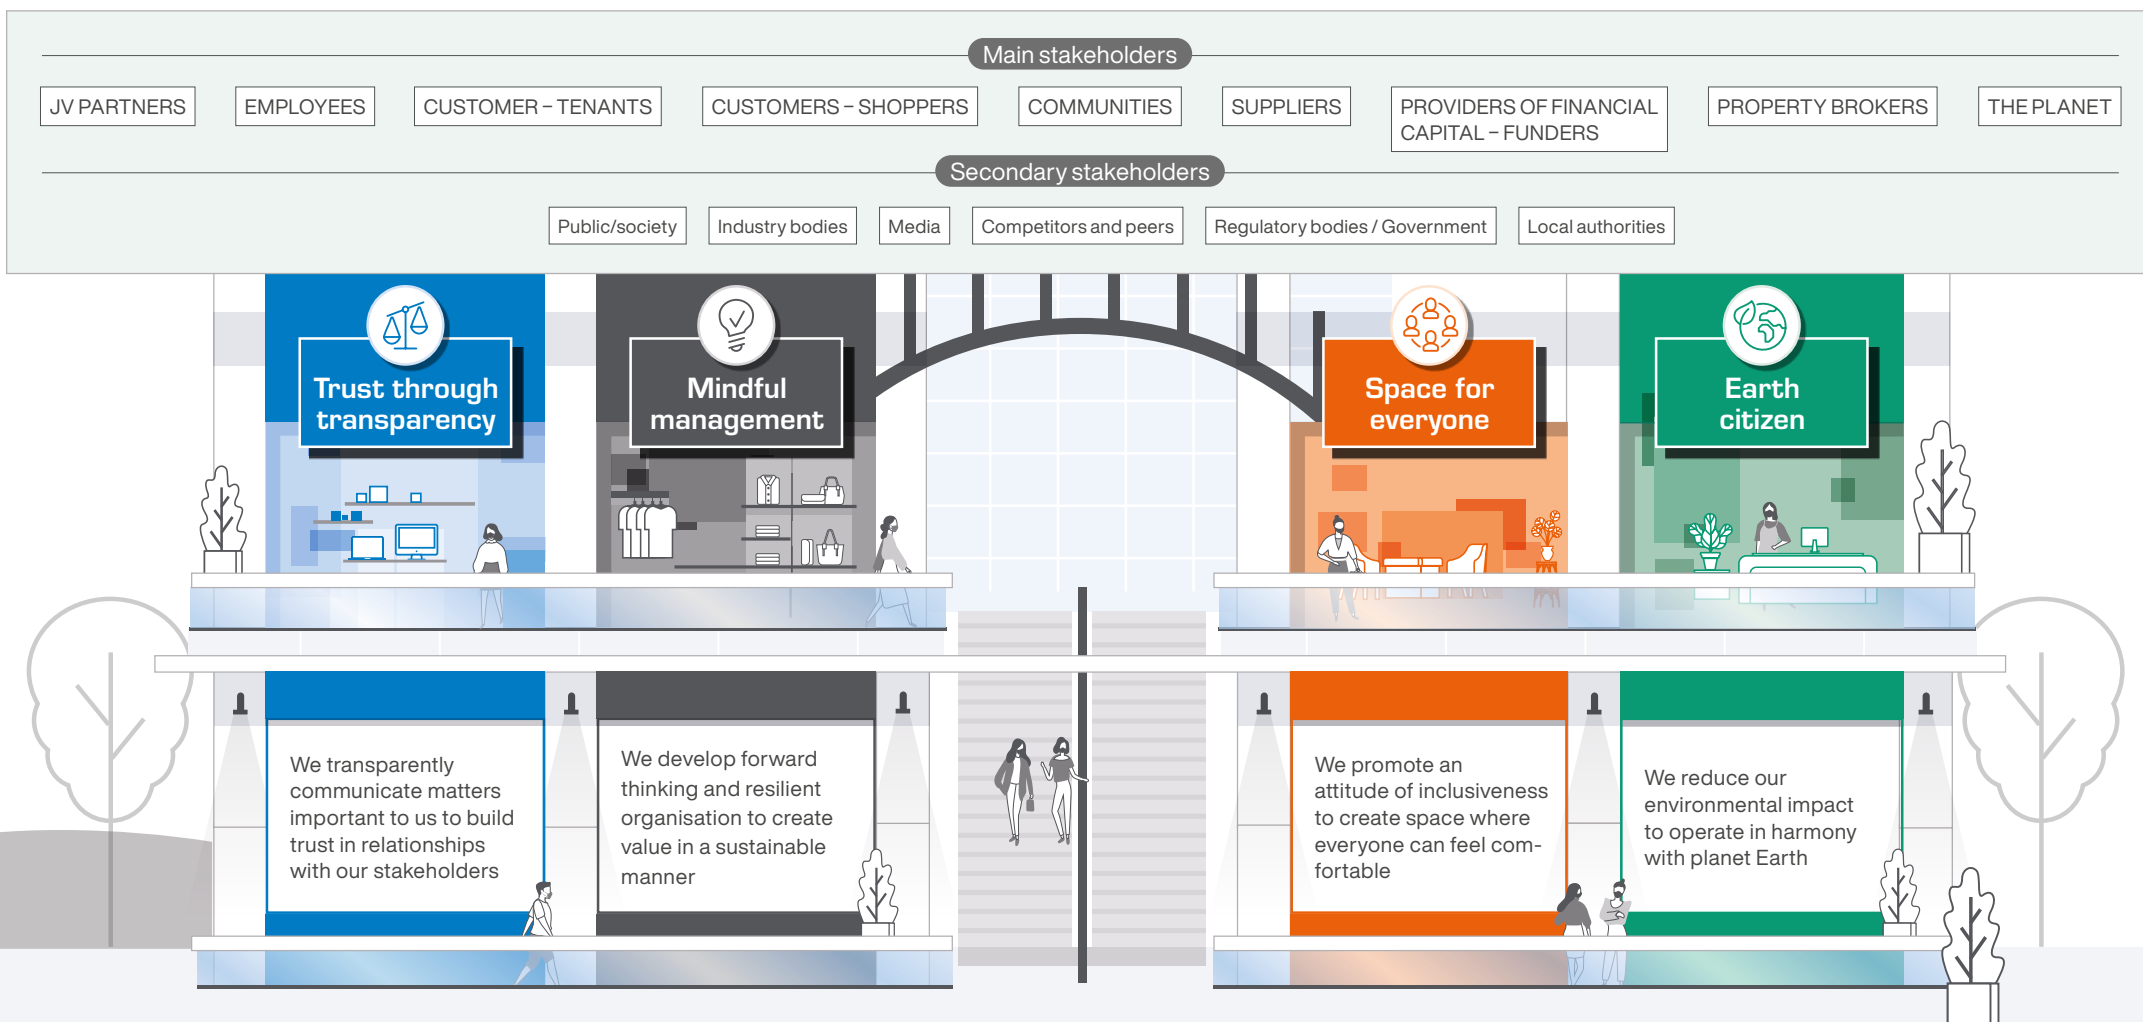 Main stakeholders
JV PARTNERS
EMPLOYEES
CUSTOMER – TENANTS
CUSTOMERS – SHOPPERS
COMMUNITIES
SUPPLIERS
PROVIDERS OF FINANCIAL
CAPITAL – FUNDERS
PROPERTY BROKERS
THE PLANET
Secondary stakeholders
Public/society
Industry bodies
Media
Competitors and peers
Regulatory bodies / Government
Local authorities
Trust through
transparency
Mindful
management
Space for
everyone
Earth
citizen
We transparently
communicate matters
important to us to build
trust in relationships
with our stakeholders
We develop forward
thinking and resilient
organisation to create
value in a sustainable
manner
We promote an
attitude of inclusiveness
to create space where
everyone can feel com-
fortable
We reduce our
environmental impact
to operate in harmony
with planet Earth